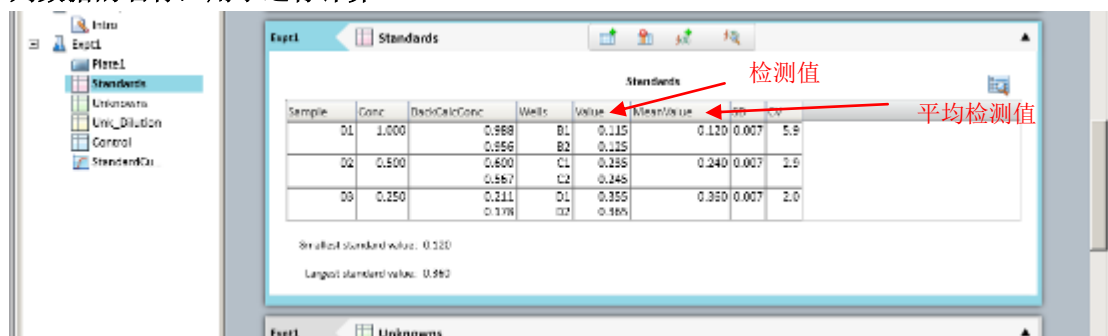 Intro
Expt1
Plate1
Standards
Unknowns
Unk_Dilution
Control
StandardCu...
Expt1 Standards
Standards
检测值
平均检测值
Sample Conc BackCalcConc Wells Value MeanValue SD CV
01 1.000 0.988 B1 0.115 0.120 0.007 5.9
0.956 B2 0.125
02 0.500 0.600 C1 0.235 0.240 0.007 2.9
0.567 C2 0.245
03 0.250 0.211 D1 0.355 0.360 0.007 2.0
0.178 D2 0.365
Smallest standard value: 0.120
Largest standard value: 0.360
Expt1 Unknowns